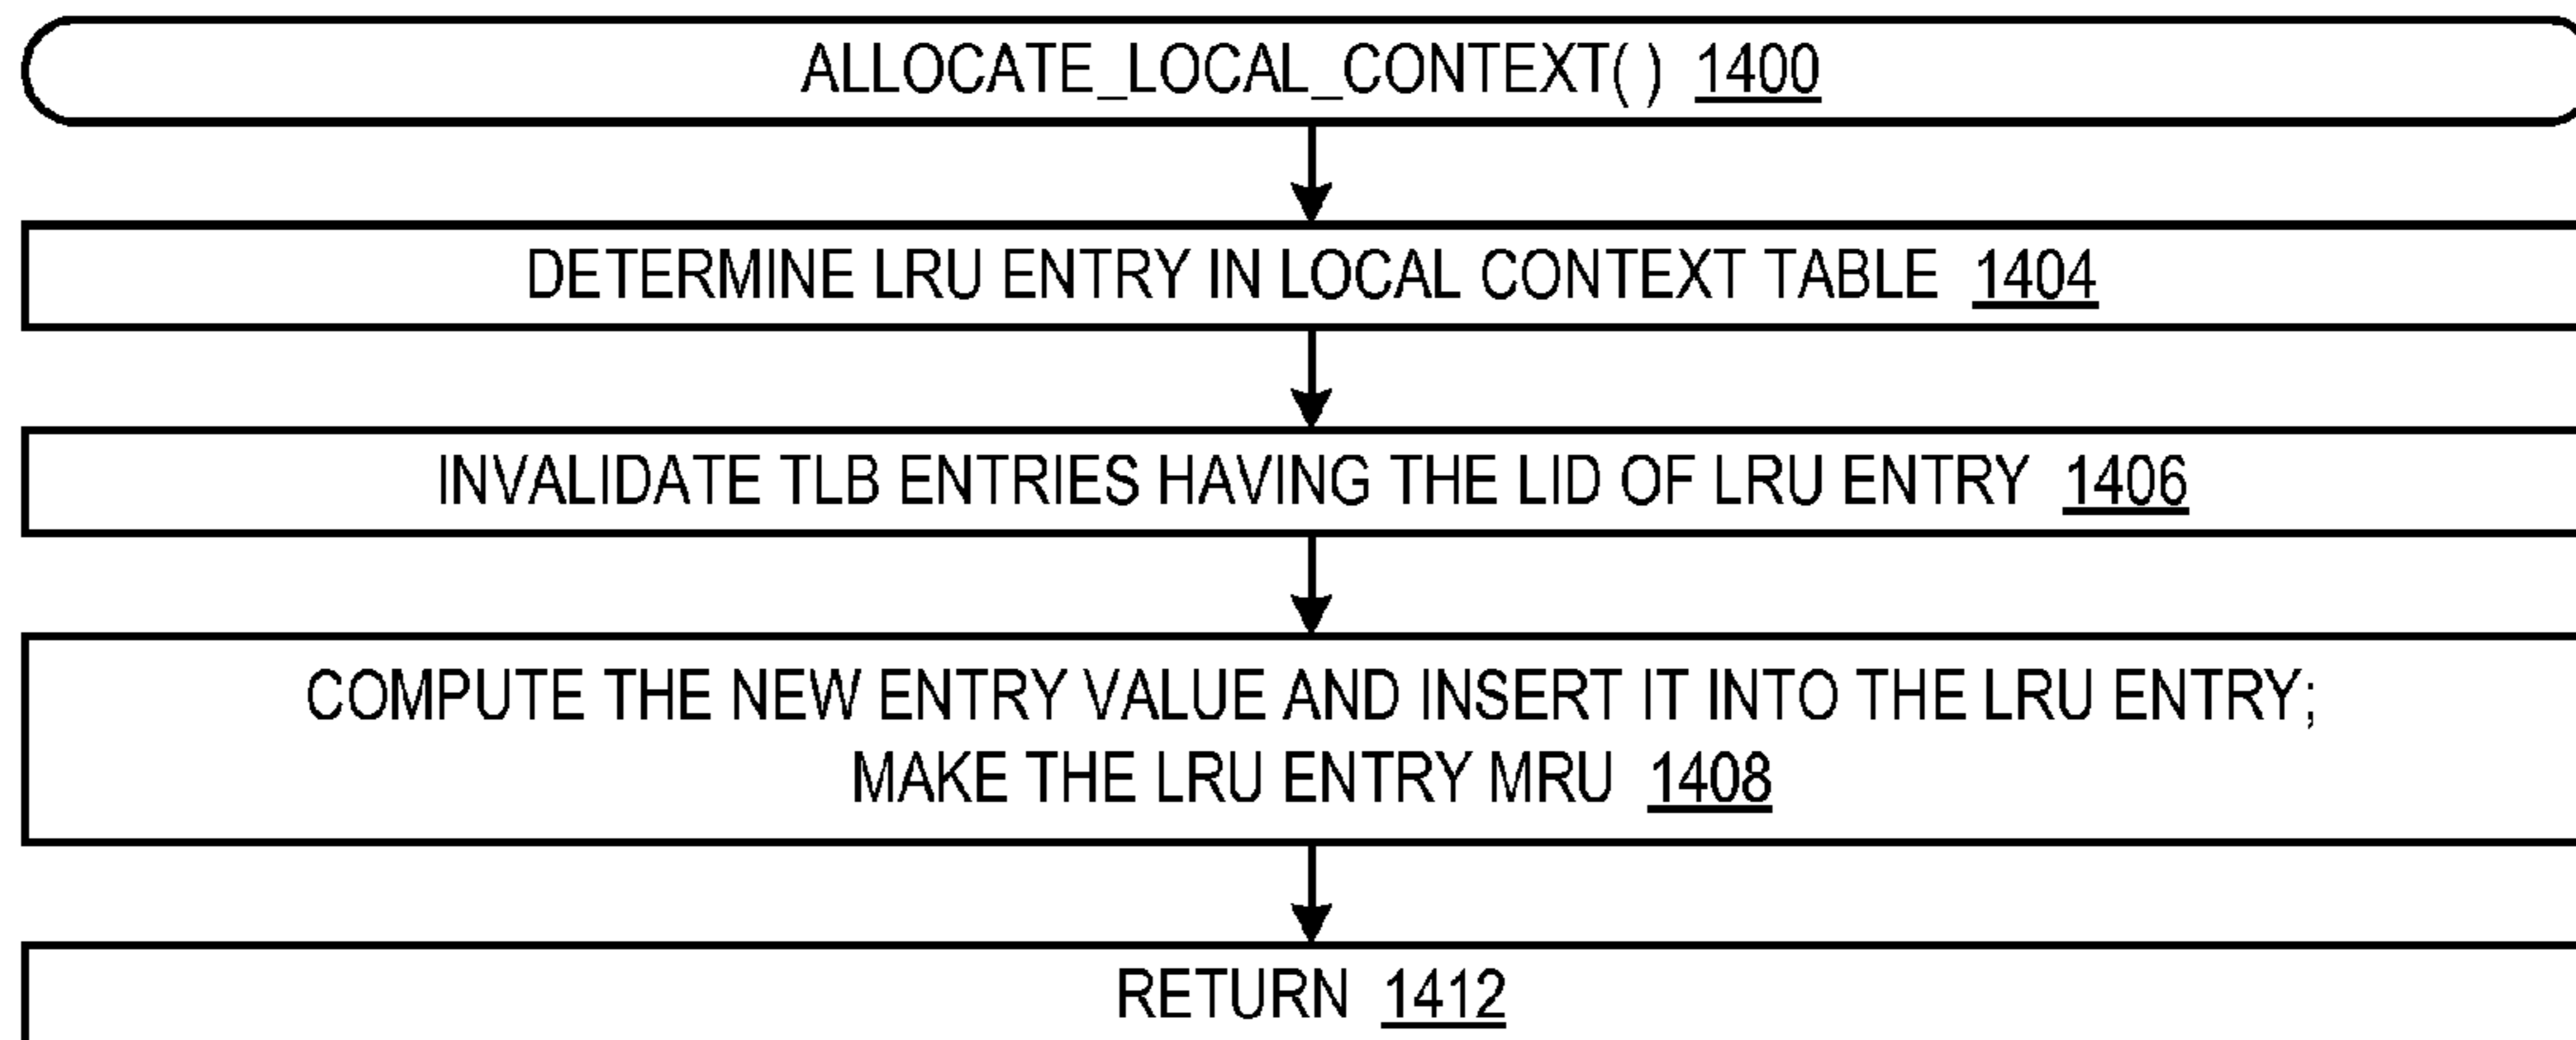 ALLOCATE_LOCAL_CONTEXT( ) 1400
DETERMINE LRU ENTRY IN LOCAL CONTEXT TABLE 1404
INVALIDATE TLB ENTRIES HAVING THE LID OF LRU ENTRY 1406
COMPUTE THE NEW ENTRY VALUE AND INSERT IT INTO THE LRU ENTRY;
MAKE THE LRU ENTRY MRU 1408
RETURN 1412